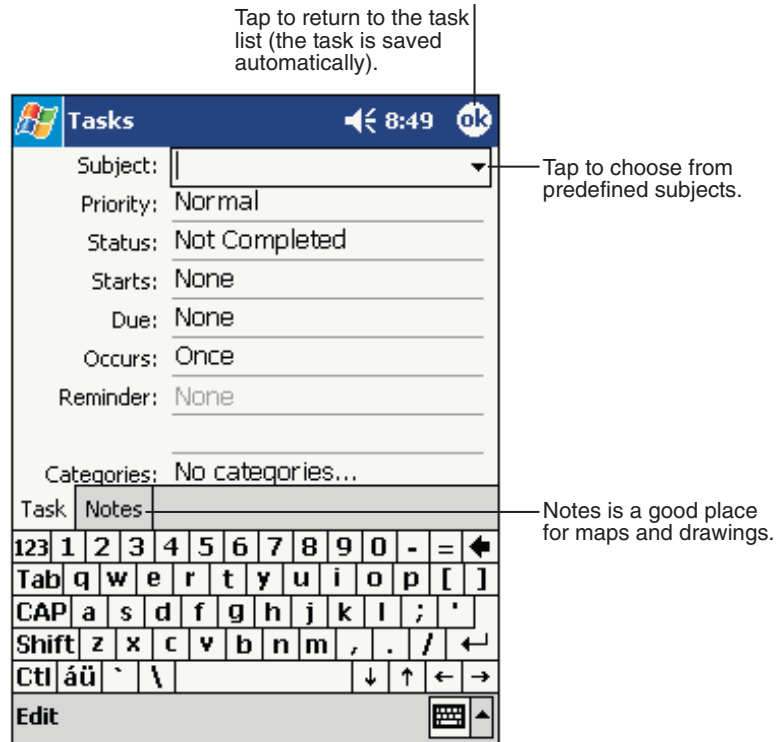 Tap to return to the task
list (the task is saved
automatically).
Tasks 8:49 ok
Subject:
Tap to choose from
predefined subjects.
Priority: Normal
Status: Not Completed
Starts: None
Due: None
Occurs: Once
Reminder: None
Categories: No categories...
Task Notes
Notes is a good place
for maps and drawings.
123 1 2 3 4 5 6 7 8 9 0 - = 🡄
Tab q w e r t y u i o p [ ]
CAP a s d f g h j k l ; '
Shift z x c v b n m , . / ↵
Ctl áü ` \ ↓ ↑ ← →
Edit